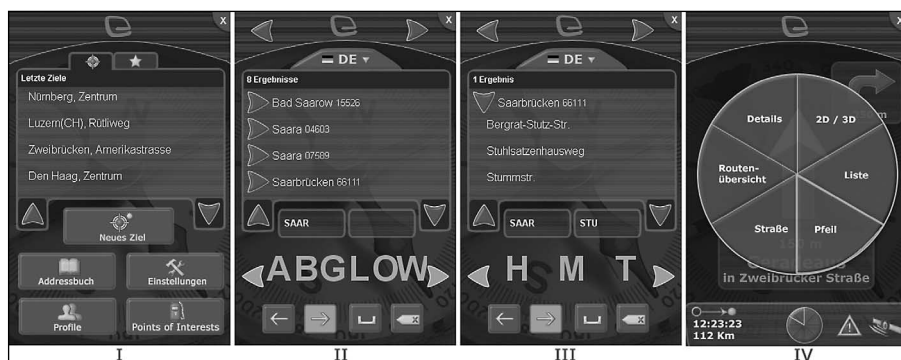 x
Letzte Ziele
Nürnberg, Zentrum
Luzern(CH), Rütliweg
Zweibrücken, Amerikastrasse
Den Haag, Zentrum
Neues Ziel
Addressbuch
Einstellungen
Profile
Points of Interests
I
x
DE
8 Ergebnisse
Bad Saarow 15526
Saara 04603
Saara 07589
Saarbrücken 66111
SAAR
ABGLOW
II
x
DE
1 Ergebnis
Saarbrücken 66111
Bergrat-Stutz-Str.
Stuhlsatzenhausweg
Stummstr.
SAAR STU
H M T
III
x
Details
2D / 3D
Routen-
übersicht
Liste
Straße
Pfeil
150 m
Geradeaus
in Zweibrücker Straße
12:23:23
112 Km
IV